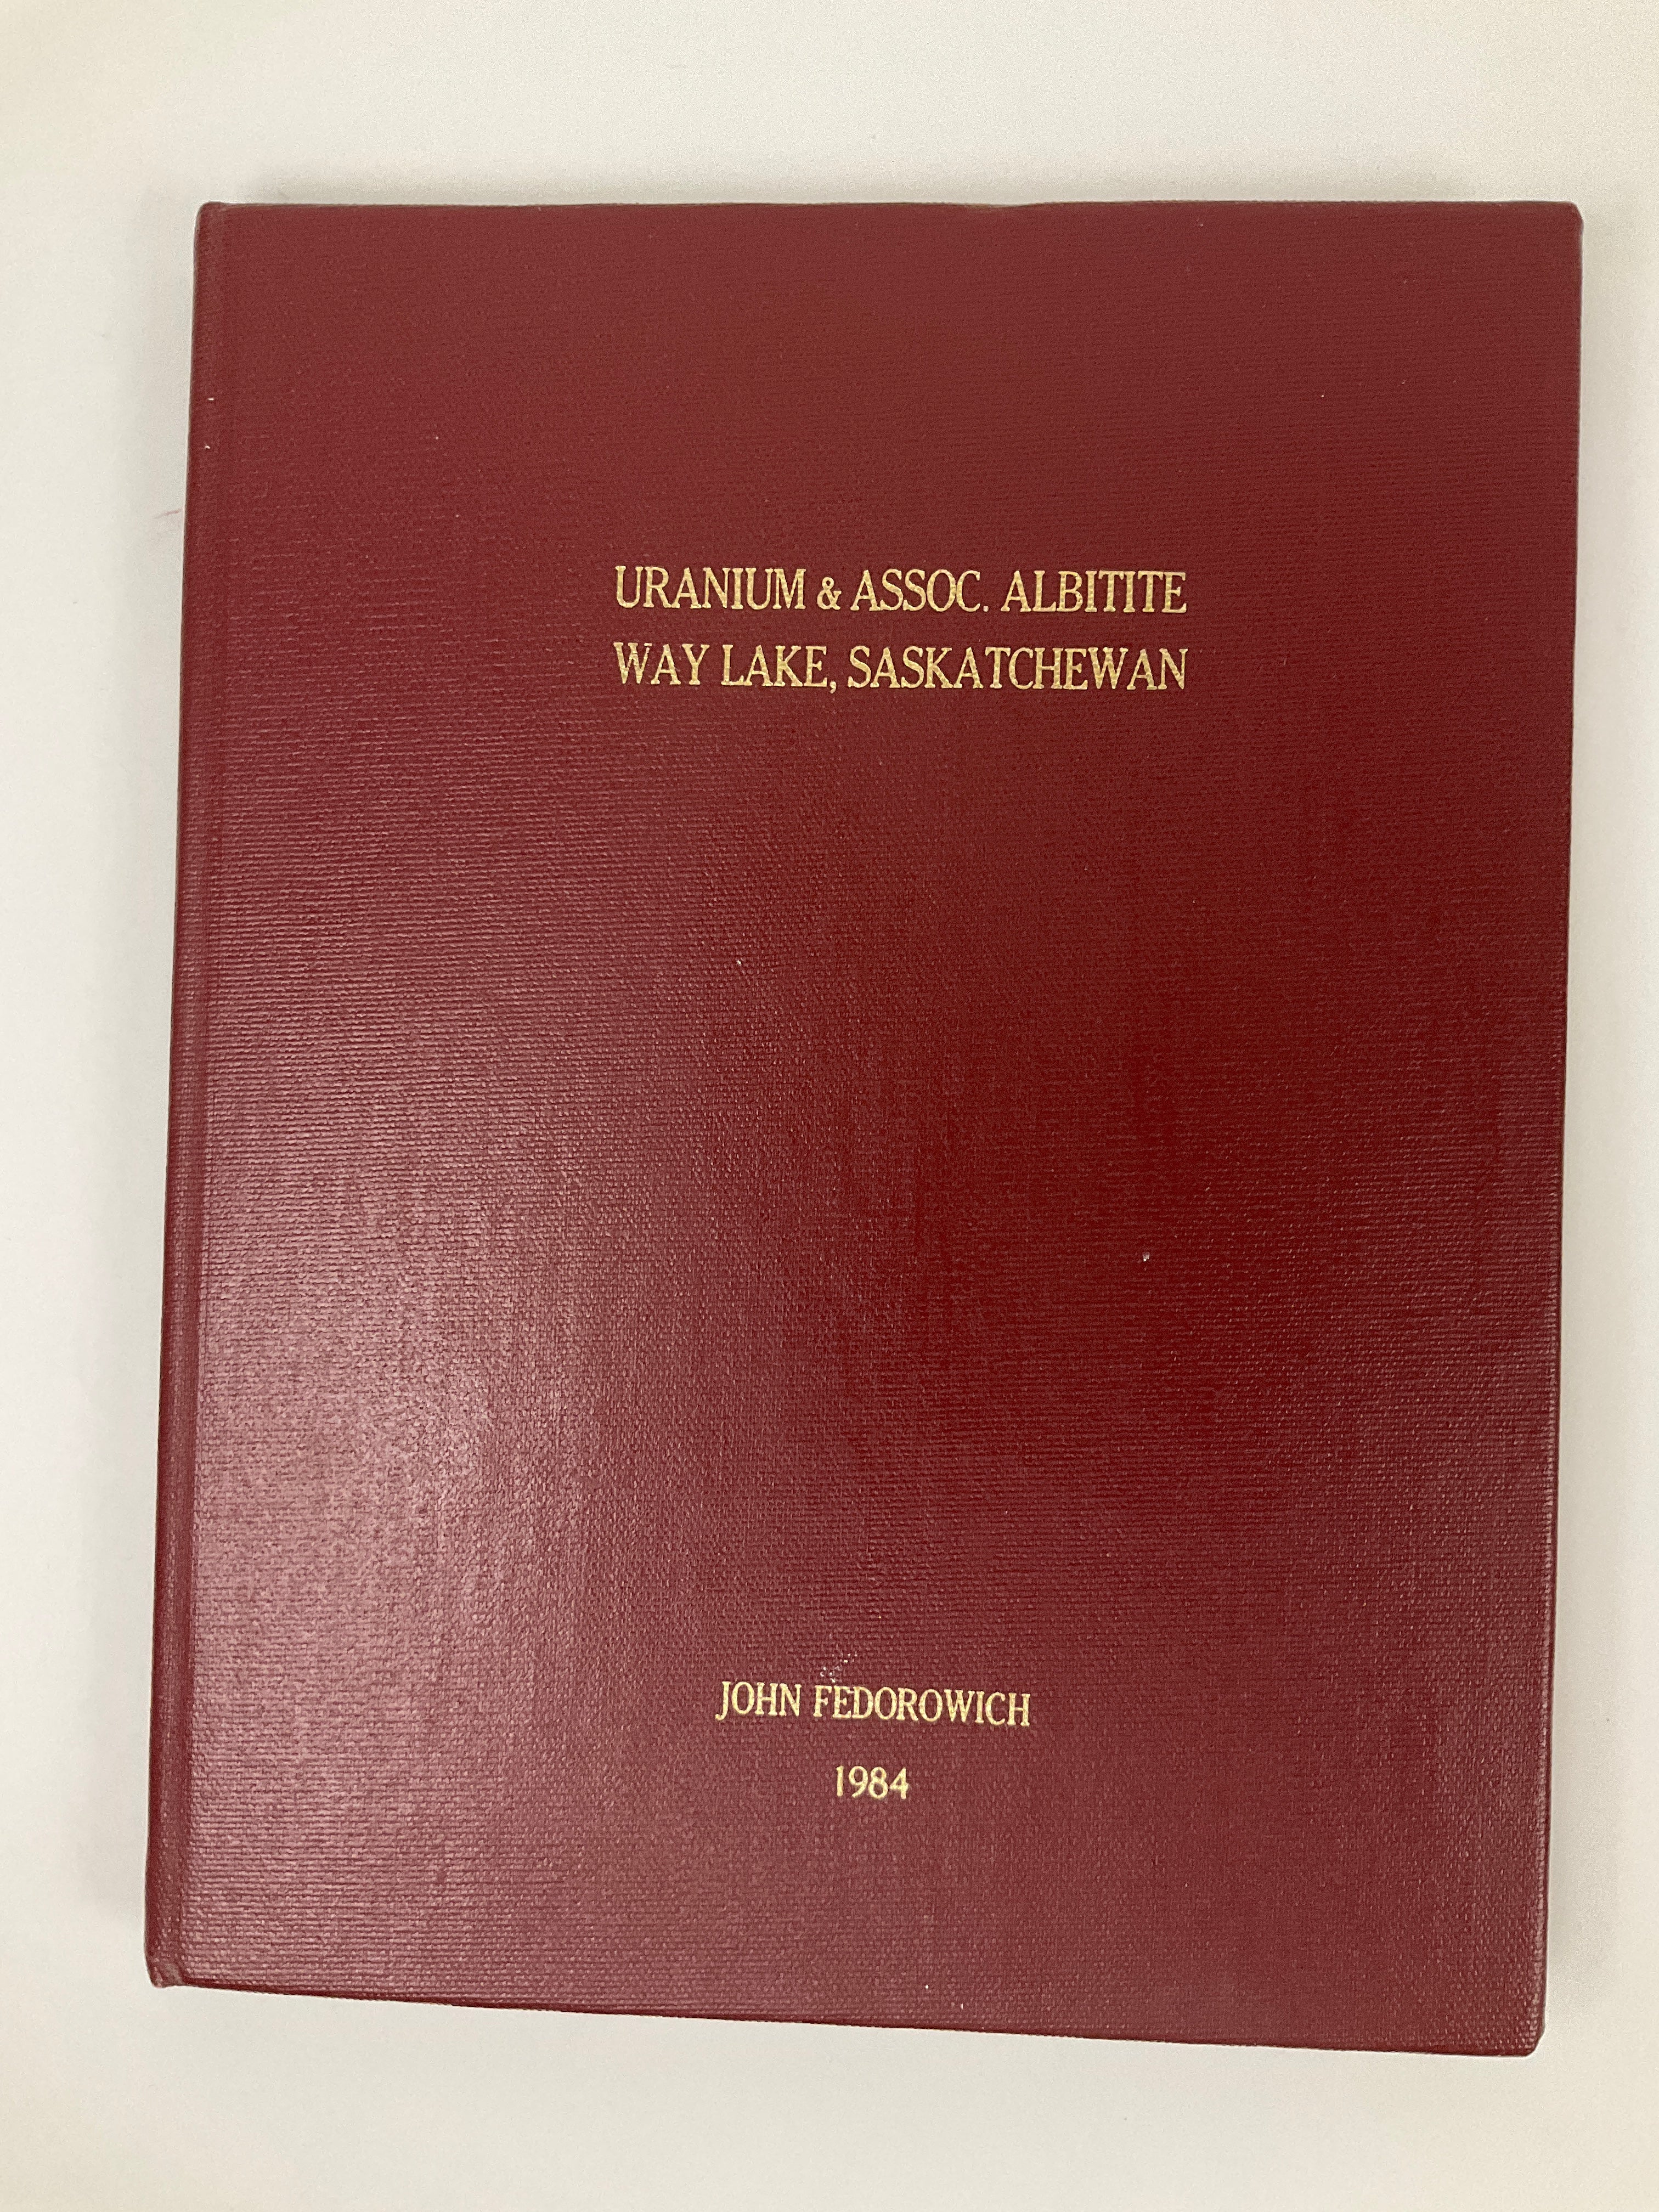 URANIUM & ASSOC. ALBITITE
WAY LAKE, SASKATCHEWAN
JOHN FEDOROWICH
1984